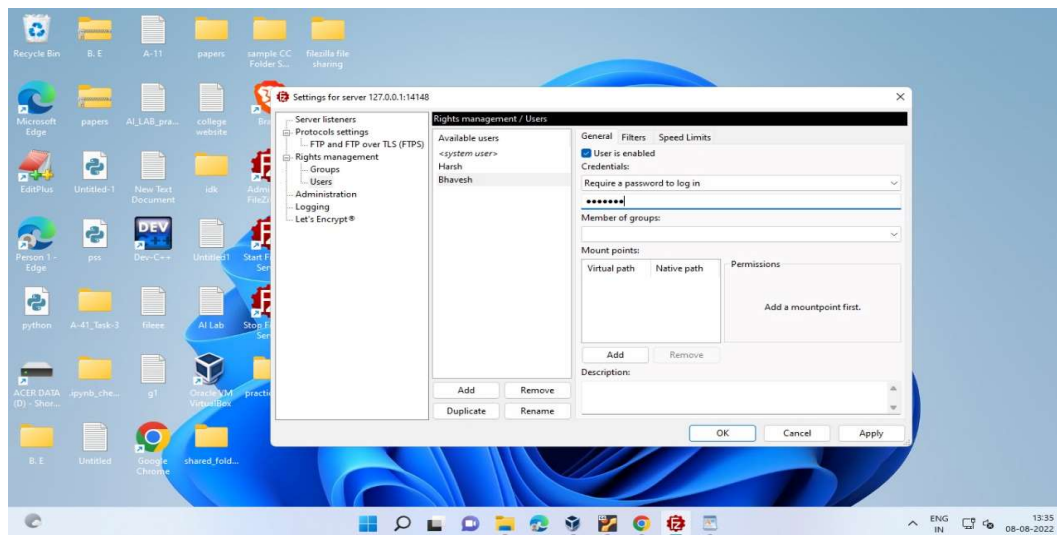 Recycle Bin
B. E
A-11
papers
sample CC
Folder S...
filezilla file
sharing
Microsoft
Edge
papers
AI_LAB_pra...
college
website
EditPlus
Untitled-1
New Text
Document
idk
Person 1 -
Edge
pss
Dev-C++
Untitled1
Start F
Ser
python
A-41_Task-3
fileee
AI Lab
ACER DATA
(D) - Shor...
.ipynb_che...
g1
Oracle VM
VirtualBox
practi
B. E
Untitled
Google
Chrome
shared_fold...
Settings for server 127.0.0.1:14148
Server listeners
Protocols settings
FTP and FTP over TLS (FTPS)
Rights management
Groups
Users
Administration
Logging
Let's Encrypt®
Rights management / Users
Available users
<system user>
Harsh
Bhavesh
Add
Remove
Duplicate
Rename
General
Filters
Speed Limits
User is enabled
Credentials:
Require a password to log in
•••••••
Member of groups:
Mount points:
Virtual path
Native path
Permissions
Add a mountpoint first.
Add
Remove
Description:
OK
Cancel
Apply
ENG
IN
13:35
08-08-2022